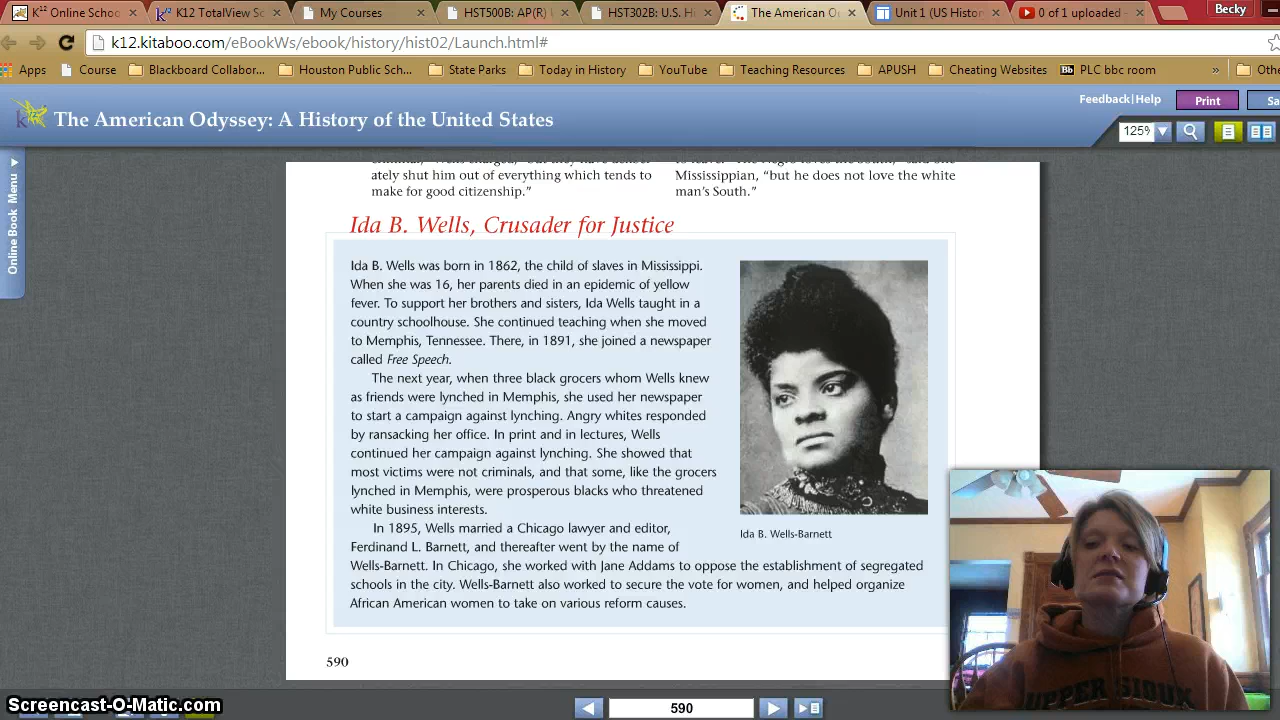 K12 Online Schoo
K12 TotalView Sc
My Courses
HST500B: AP(R) U
HST302B: U.S. Hi
The American O
Unit 1 (US History
0 of 1 uploaded -
Becky
k12.kitaboo.com/eBookWs/ebook/history/hist02/Launch.html#
Apps
Course
Blackboard Collabor...
Houston Public Sch...
State Parks
Today in History
YouTube
Teaching Resources
APUSH
Cheating Websites
Bb PLC bbc room
»
Othe
Feedback|Help
Print
Sa
The American Odyssey: A History of the United States
125%
Online Book Menu
ately shut him out of everything which tends to
make for good citizenship.”
Mississippian, “but he does not love the white
man’s South.”
Ida B. Wells, Crusader for Justice
Ida B. Wells was born in 1862, the child of slaves in Mississippi.
When she was 16, her parents died in an epidemic of yellow
fever. To support her brothers and sisters, Ida Wells taught in a
country schoolhouse. She continued teaching when she moved
to Memphis, Tennessee. There, in 1891, she joined a newspaper
called Free Speech.
The next year, when three black grocers whom Wells knew
as friends were lynched in Memphis, she used her newspaper
to start a campaign against lynching. Angry whites responded
by ransacking her office. In print and in lectures, Wells
continued her campaign against lynching. She showed that
most victims were not criminals, and that some, like the grocers
lynched in Memphis, were prosperous blacks who threatened
white business interests.
In 1895, Wells married a Chicago lawyer and editor,
Ferdinand L. Barnett, and thereafter went by the name of
Wells-Barnett. In Chicago, she worked with Jane Addams to oppose the establishment of segregated
schools in the city. Wells-Barnett also worked to secure the vote for women, and helped organize
African American women to take on various reform causes.
Ida B. Wells-Barnett
590
UPPER SIOUX
Screencast-O-Matic.com
590